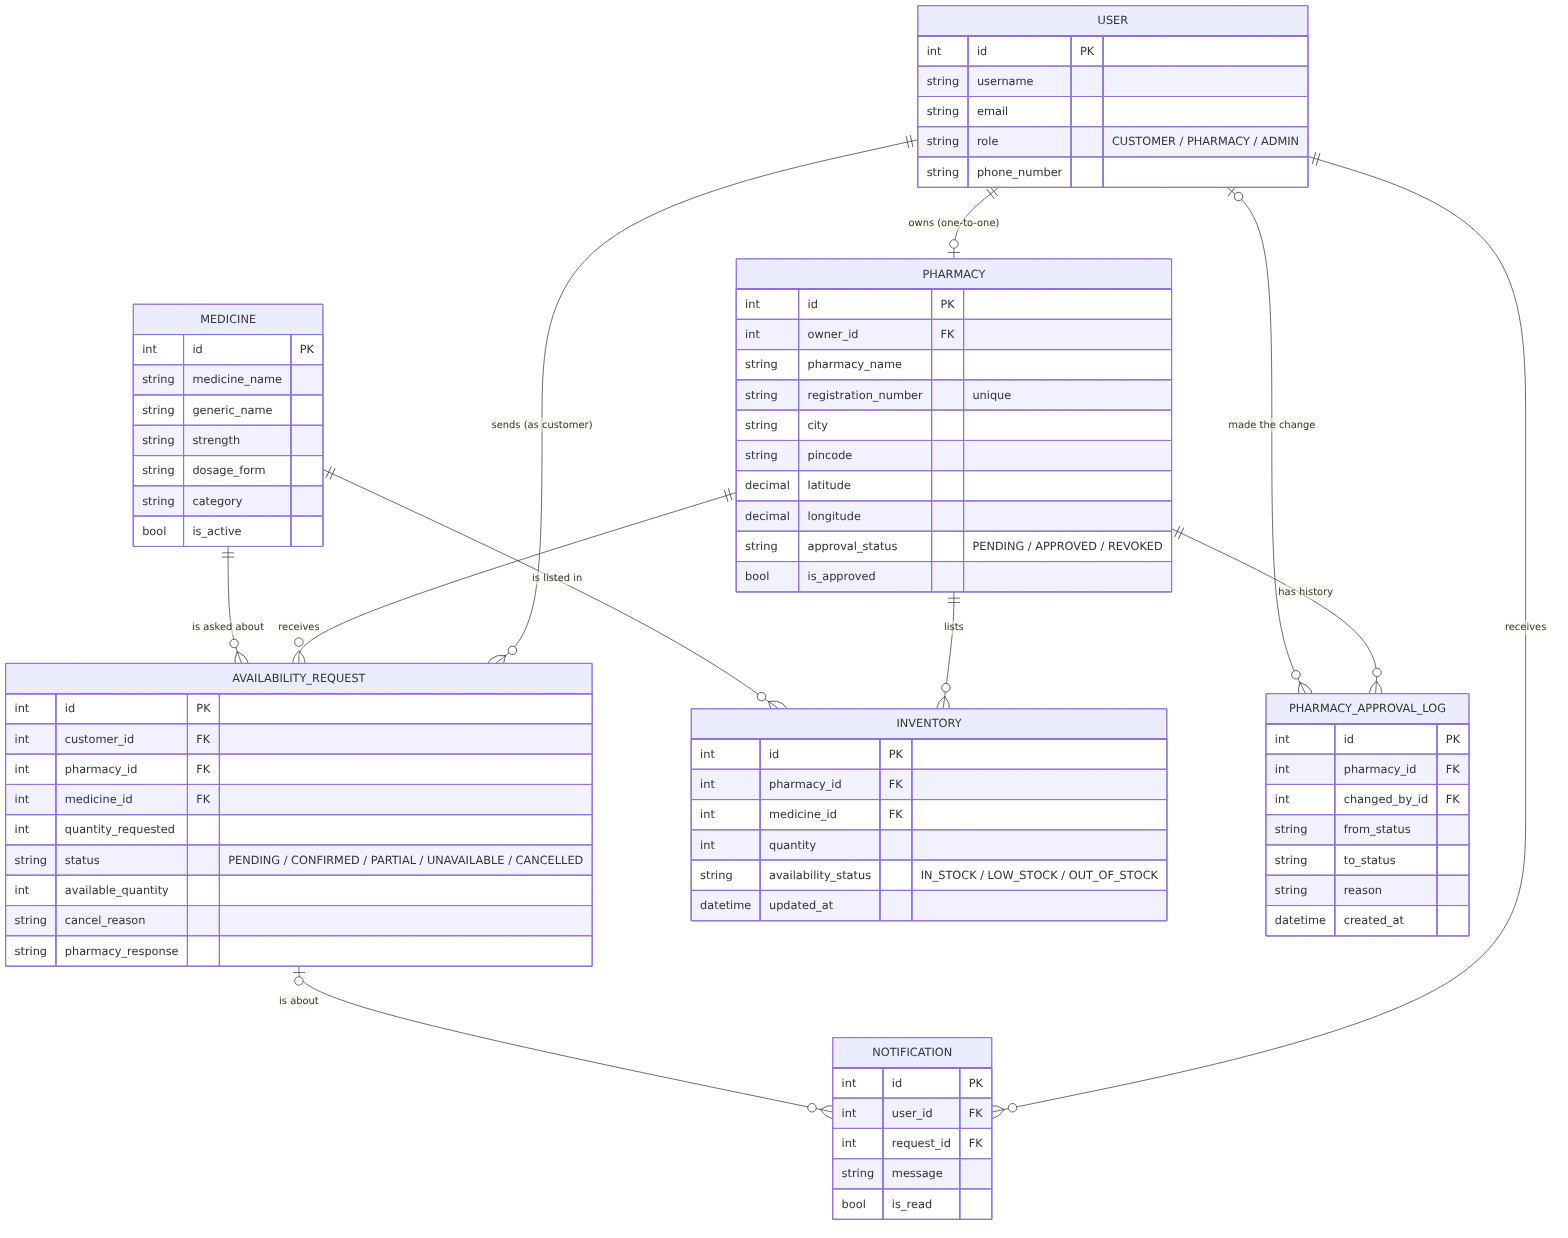 USER
int id PK
string username
string email
string role CUSTOMER / PHARMACY / ADMIN
string phone_number
owns (one-to-one)
PHARMACY
int id PK
int owner_id FK
string pharmacy_name
string registration_number unique
string city
string pincode
decimal latitude
decimal longitude
string approval_status PENDING / APPROVED / REVOKED
bool is_approved
MEDICINE
int id PK
string medicine_name
string generic_name
string strength
string dosage_form
string category
bool is_active
sends (as customer)
made the change
is listed in
has history
is asked about
receives
lists
receives
AVAILABILITY_REQUEST
int id PK
int customer_id FK
int pharmacy_id FK
int medicine_id FK
int quantity_requested
string status PENDING / CONFIRMED / PARTIAL / UNAVAILABLE / CANCELLED
int available_quantity
string cancel_reason
string pharmacy_response
INVENTORY
int id PK
int pharmacy_id FK
int medicine_id FK
int quantity
string availability_status IN_STOCK / LOW_STOCK / OUT_OF_STOCK
datetime updated_at
PHARMACY_APPROVAL_LOG
int id PK
int pharmacy_id FK
int changed_by_id FK
string from_status
string to_status
string reason
datetime created_at
is about
NOTIFICATION
int id PK
int user_id FK
int request_id FK
string message
bool is_read